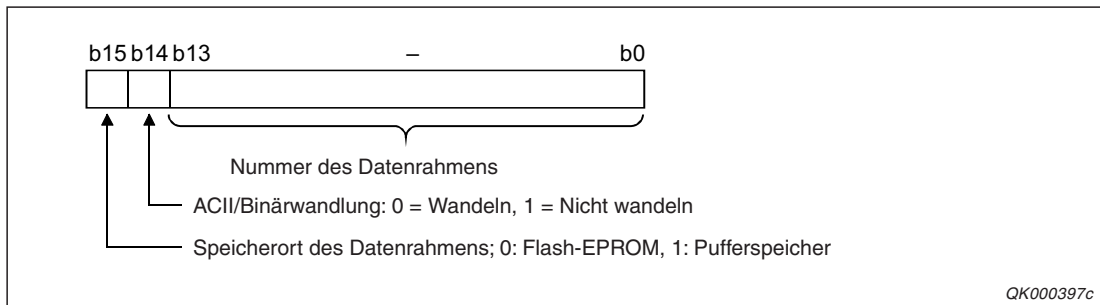 b15 b14 b13 – b0
Nummer des Datenrahmens
ACII/Binärwandlung: 0 = Wandeln, 1 = Nicht wandeln
Speicherort des Datenrahmens; 0: Flash-EPROM, 1: Pufferspeicher
QK000397c